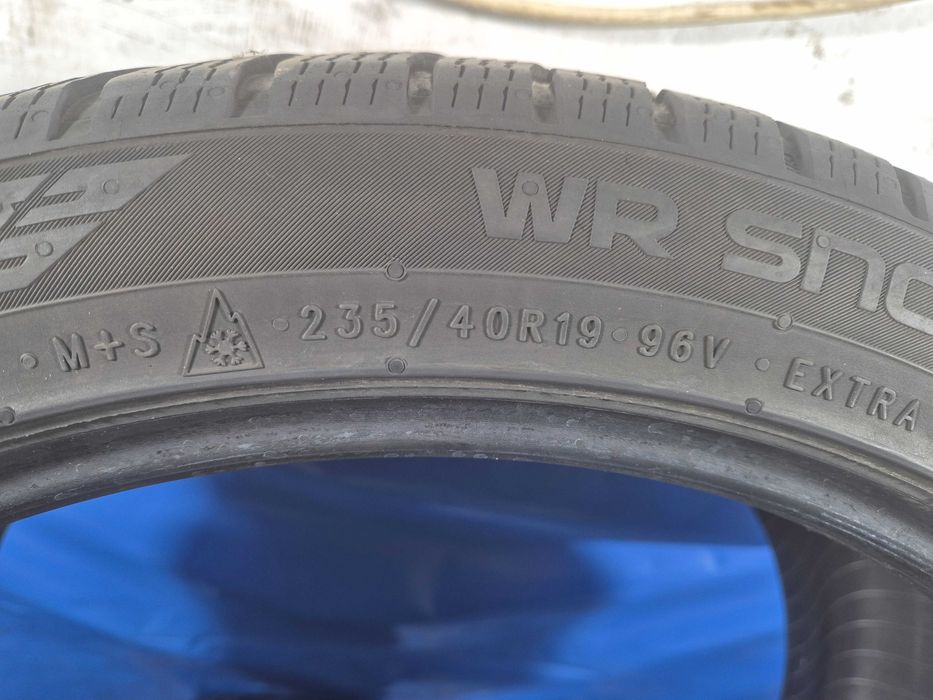 WR SNO
•M+S •235/40R19•96V •EXTRA